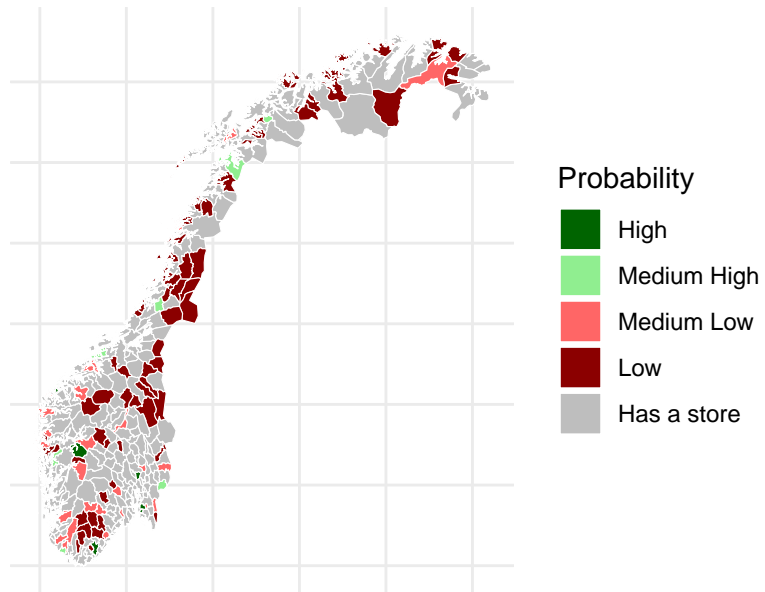 Probability
High
Medium High
Medium Low
Low
Has a store